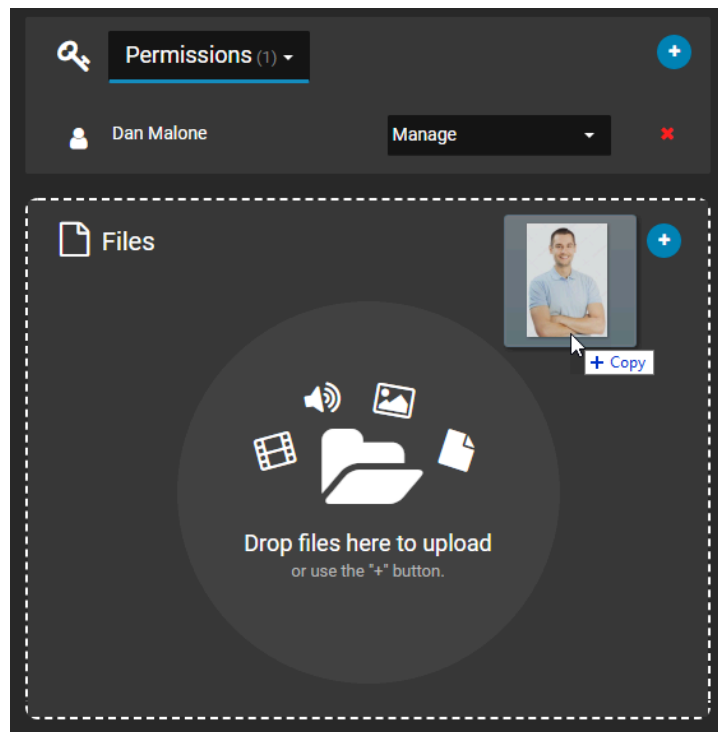 Permissions (1)
Dan Malone Manage
Files
+ Copy
Drop files here to upload
or use the "+" button.